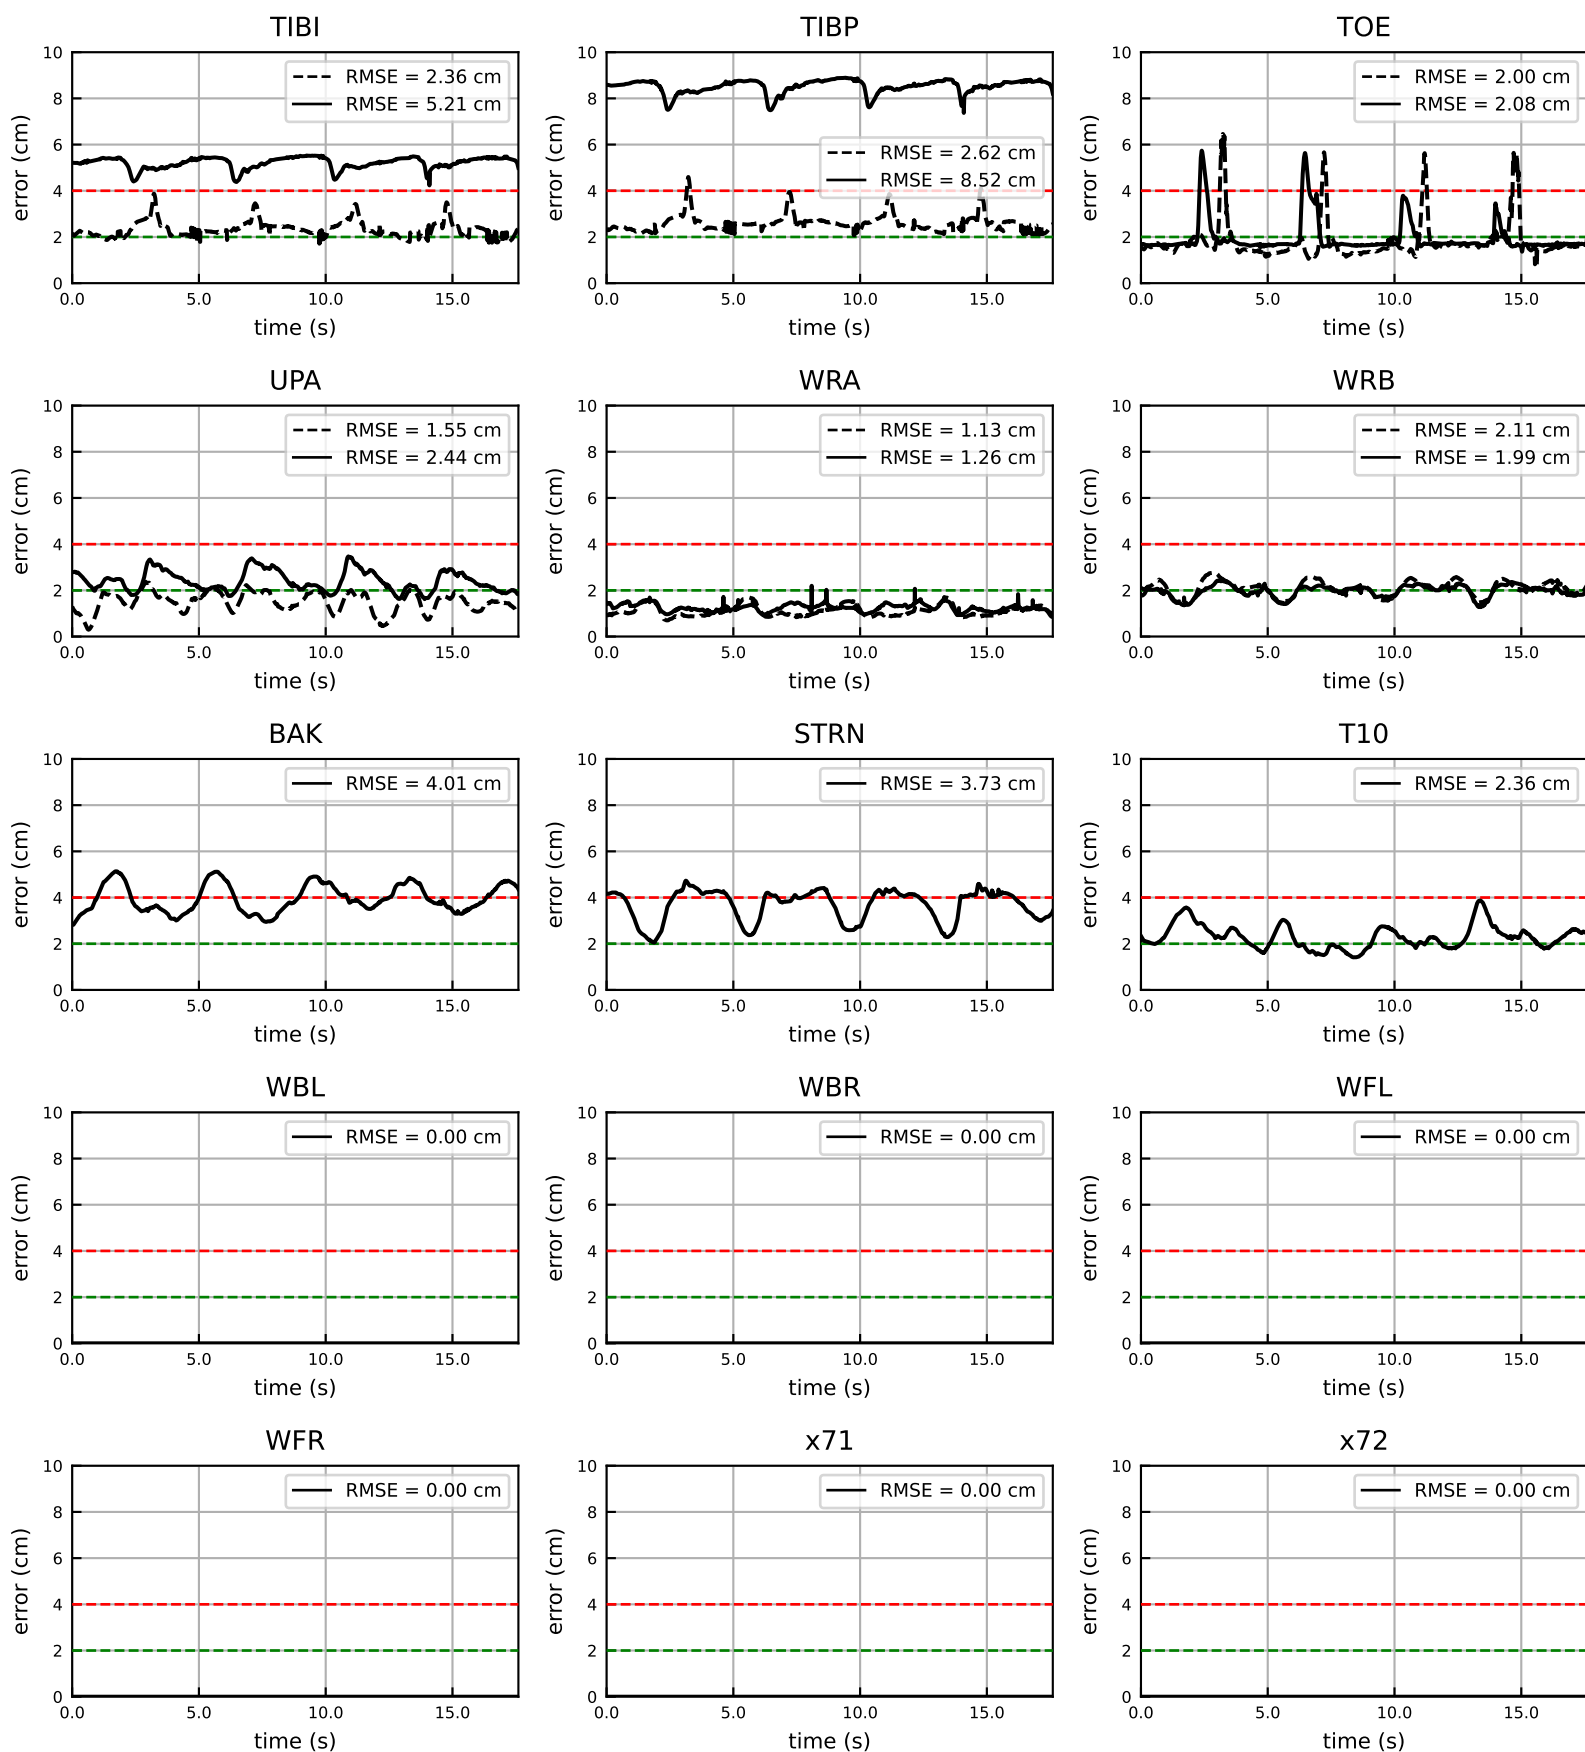 TIBI
TIBP
TOE
10
8
6
4
2
0
error (cm)
RMSE = 2.36 cm
RMSE = 5.21 cm
0.0 5.0 10.0 15.0
time (s)
10
8
6
4
2
0
error (cm)
RMSE = 2.62 cm
RMSE = 8.52 cm
0.0 5.0 10.0 15.0
time (s)
10
8
6
4
2
0
error (cm)
RMSE = 2.00 cm
RMSE = 2.08 cm
0.0 5.0 10.0 15.0
time (s)
UPA
WRA
WRB
10
8
6
4
2
0
error (cm)
RMSE = 1.55 cm
RMSE = 2.44 cm
0.0 5.0 10.0 15.0
time (s)
10
8
6
4
2
0
error (cm)
RMSE = 1.13 cm
RMSE = 1.26 cm
0.0 5.0 10.0 15.0
time (s)
10
8
6
4
2
0
error (cm)
RMSE = 2.11 cm
RMSE = 1.99 cm
0.0 5.0 10.0 15.0
time (s)
BAK
STRN
T10
10
8
6
4
2
0
error (cm)
RMSE = 4.01 cm
0.0 5.0 10.0 15.0
time (s)
10
8
6
4
2
0
error (cm)
RMSE = 3.73 cm
0.0 5.0 10.0 15.0
time (s)
10
8
6
4
2
0
error (cm)
RMSE = 2.36 cm
0.0 5.0 10.0 15.0
time (s)
WBL
WBR
WFL
10
8
6
4
2
0
error (cm)
RMSE = 0.00 cm
0.0 5.0 10.0 15.0
time (s)
10
8
6
4
2
0
error (cm)
RMSE = 0.00 cm
0.0 5.0 10.0 15.0
time (s)
10
8
6
4
2
0
error (cm)
RMSE = 0.00 cm
0.0 5.0 10.0 15.0
time (s)
WFR
x71
x72
10
8
6
4
2
0
error (cm)
RMSE = 0.00 cm
0.0 5.0 10.0 15.0
time (s)
10
8
6
4
2
0
error (cm)
RMSE = 0.00 cm
0.0 5.0 10.0 15.0
time (s)
10
8
6
4
2
0
error (cm)
RMSE = 0.00 cm
0.0 5.0 10.0 15.0
time (s)